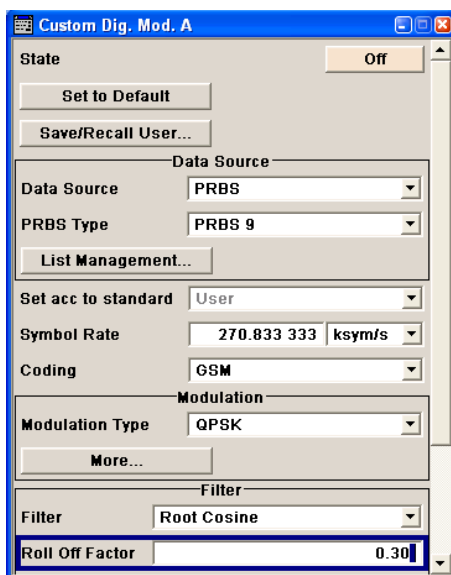 Custom Dig. Mod. A
State Off
Set to Default
Save/Recall User...
Data Source
Data Source PRBS
PRBS Type PRBS 9
List Management...
Set acc to standard User
Symbol Rate 270.833 333 ksym/s
Coding GSM
Modulation
Modulation Type QPSK
More...
Filter
Filter Root Cosine
Roll Off Factor 0.30